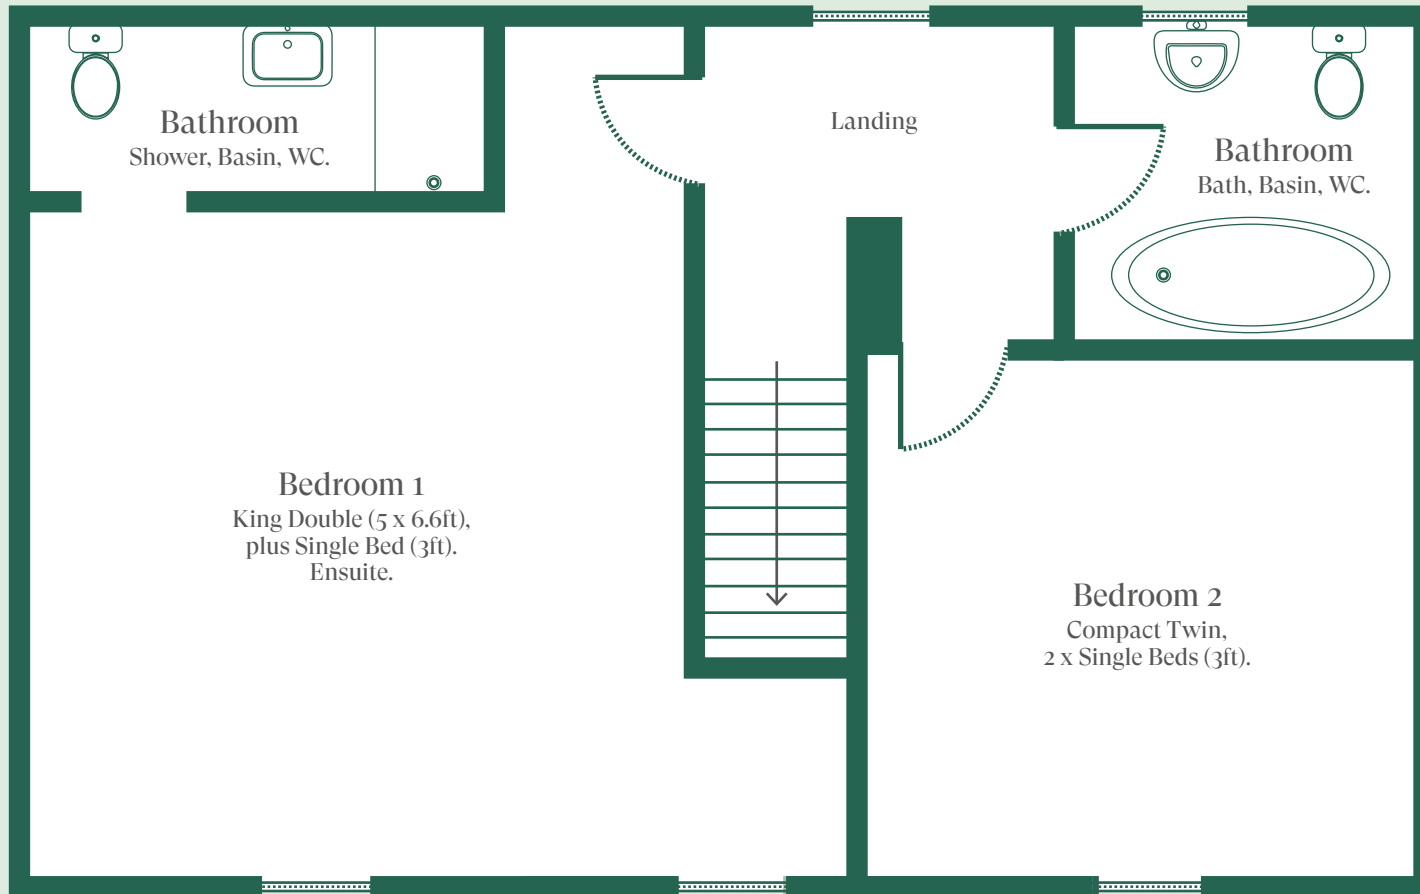 Bathroom
Shower, Basin, WC.
Landing
Bathroom
Bath, Basin, WC.
Bedroom 1
King Double (5 x 6.6ft),
plus Single Bed (3ft).
Ensuite.
Bedroom 2
Compact Twin,
2 x Single Beds (3ft).